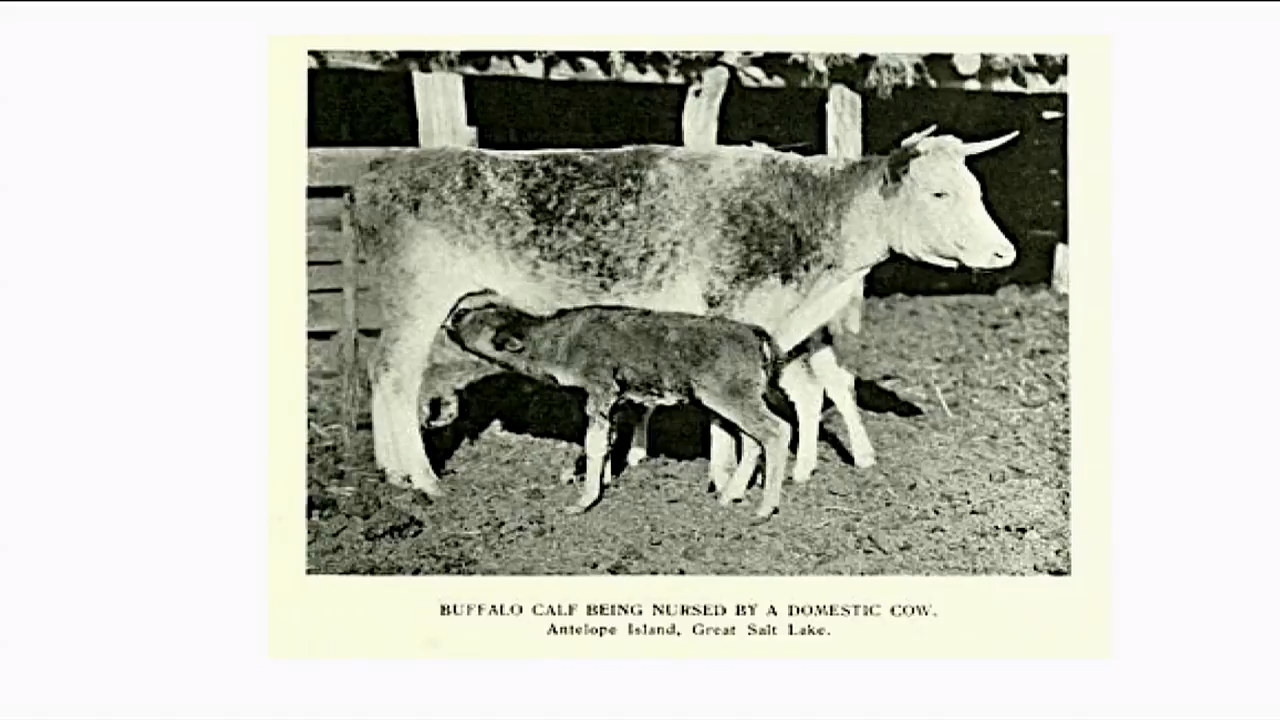 BUFFALO CALF BEING NURSED BY A DOMESTIC COW.
Antelope Island, Great Salt Lake.